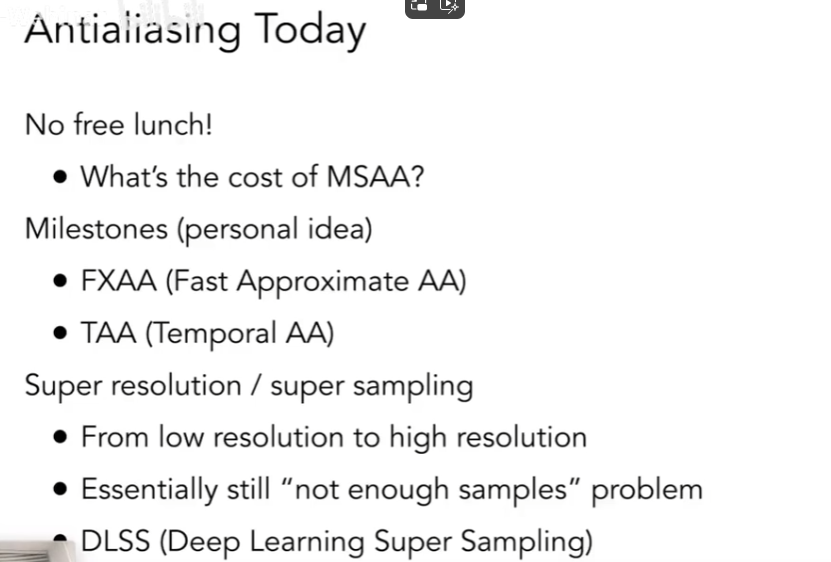 Antialiasing Today
No free lunch!
● What's the cost of MSAA?
Milestones (personal idea)
● FXAA (Fast Approximate AA)
● TAA (Temporal AA)
Super resolution / super sampling
● From low resolution to high resolution
● Essentially still “not enough samples” problem
● DLSS (Deep Learning Super Sampling)